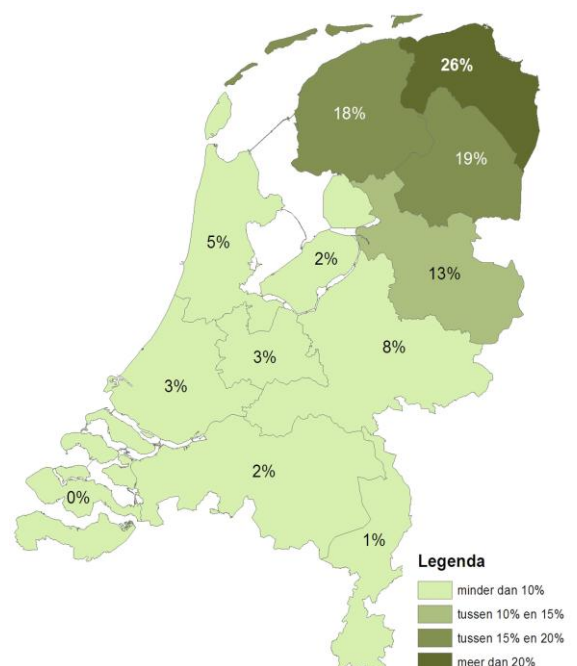 26%
18%
19%
5%
2%
13%
3%
8%
3%
2%
0%
1%
Legenda
minder dan 10%
tussen 10% en 15%
tussen 15% en 20%
meer dan 20%